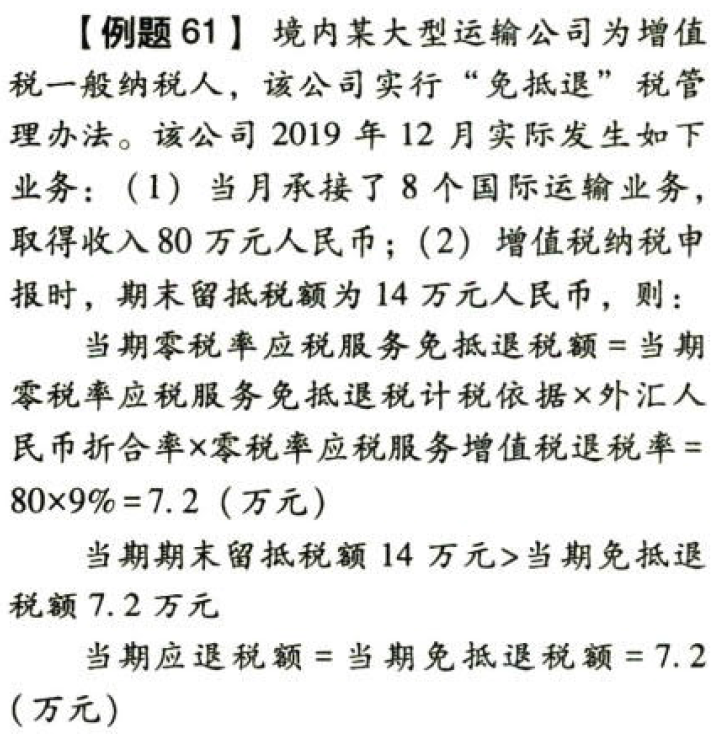 【例题 61】 境内某大型运输公司为增值
税一般纳税人，该公司实行“免抵退”税管
理办法。该公司 2019 年 12 月实际发生如下
业务：（1）当月承接了 8 个国际运输业务，
取得收入 80 万元人民币；（2）增值税纳税申
报时，期末留抵税额为 14 万元人民币，则：
当期零税率应税服务免抵退税额 = 当期
零税率应税服务免抵退税计税依据×外汇人
民币折合率×零税率应税服务增值税退税率 =
80×9% = 7. 2（万元）
当期期末留抵税额 14 万元>当期免抵退
税额 7. 2 万元
当期应退税额 = 当期免抵退税额 = 7. 2
（万元）